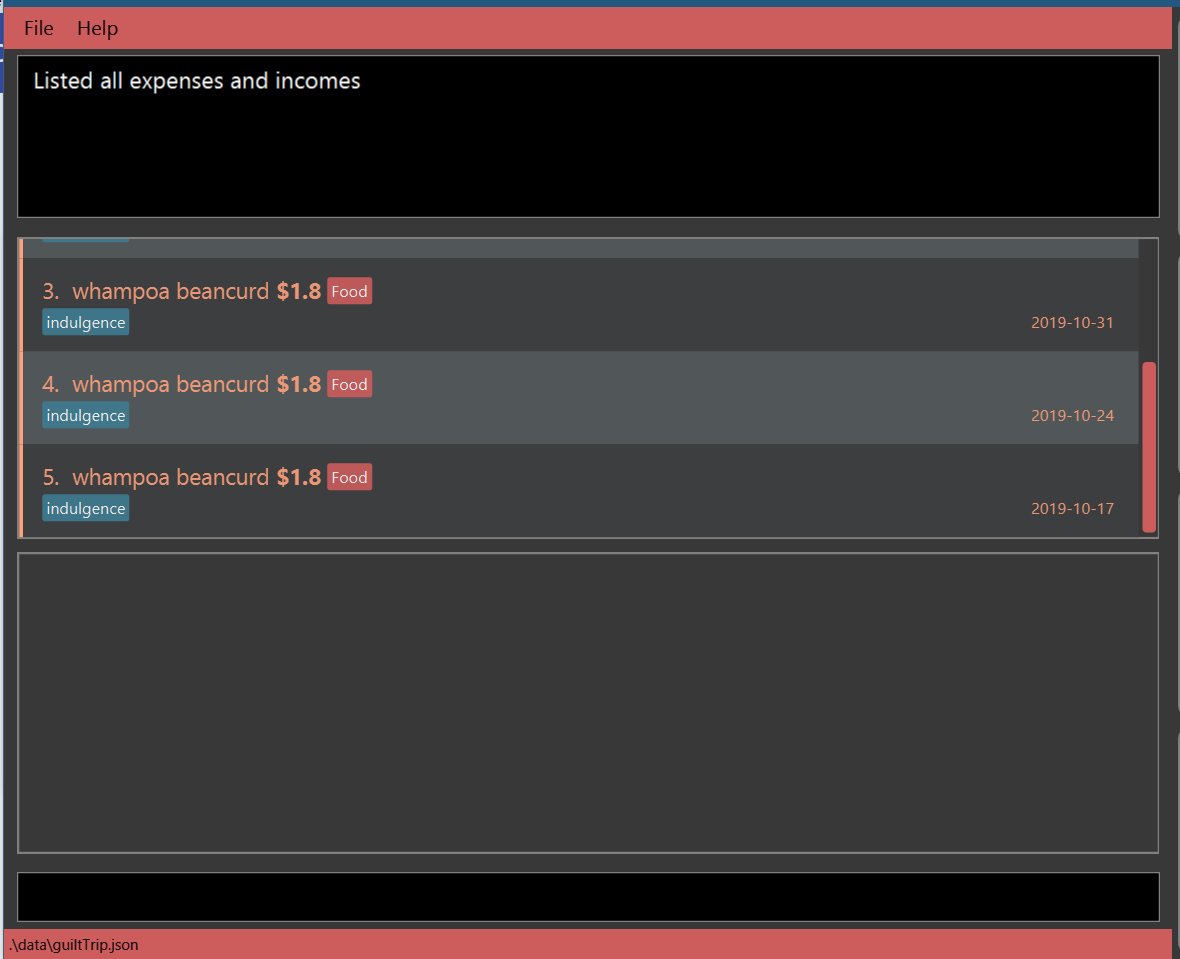 File Help
Listed all expenses and incomes
3. whampoa beancurd $1.8 Food
indulgence 2019-10-31
4. whampoa beancurd $1.8 Food
indulgence 2019-10-24
5. whampoa beancurd $1.8 Food
indulgence 2019-10-17
.\data\guiltTrip.json